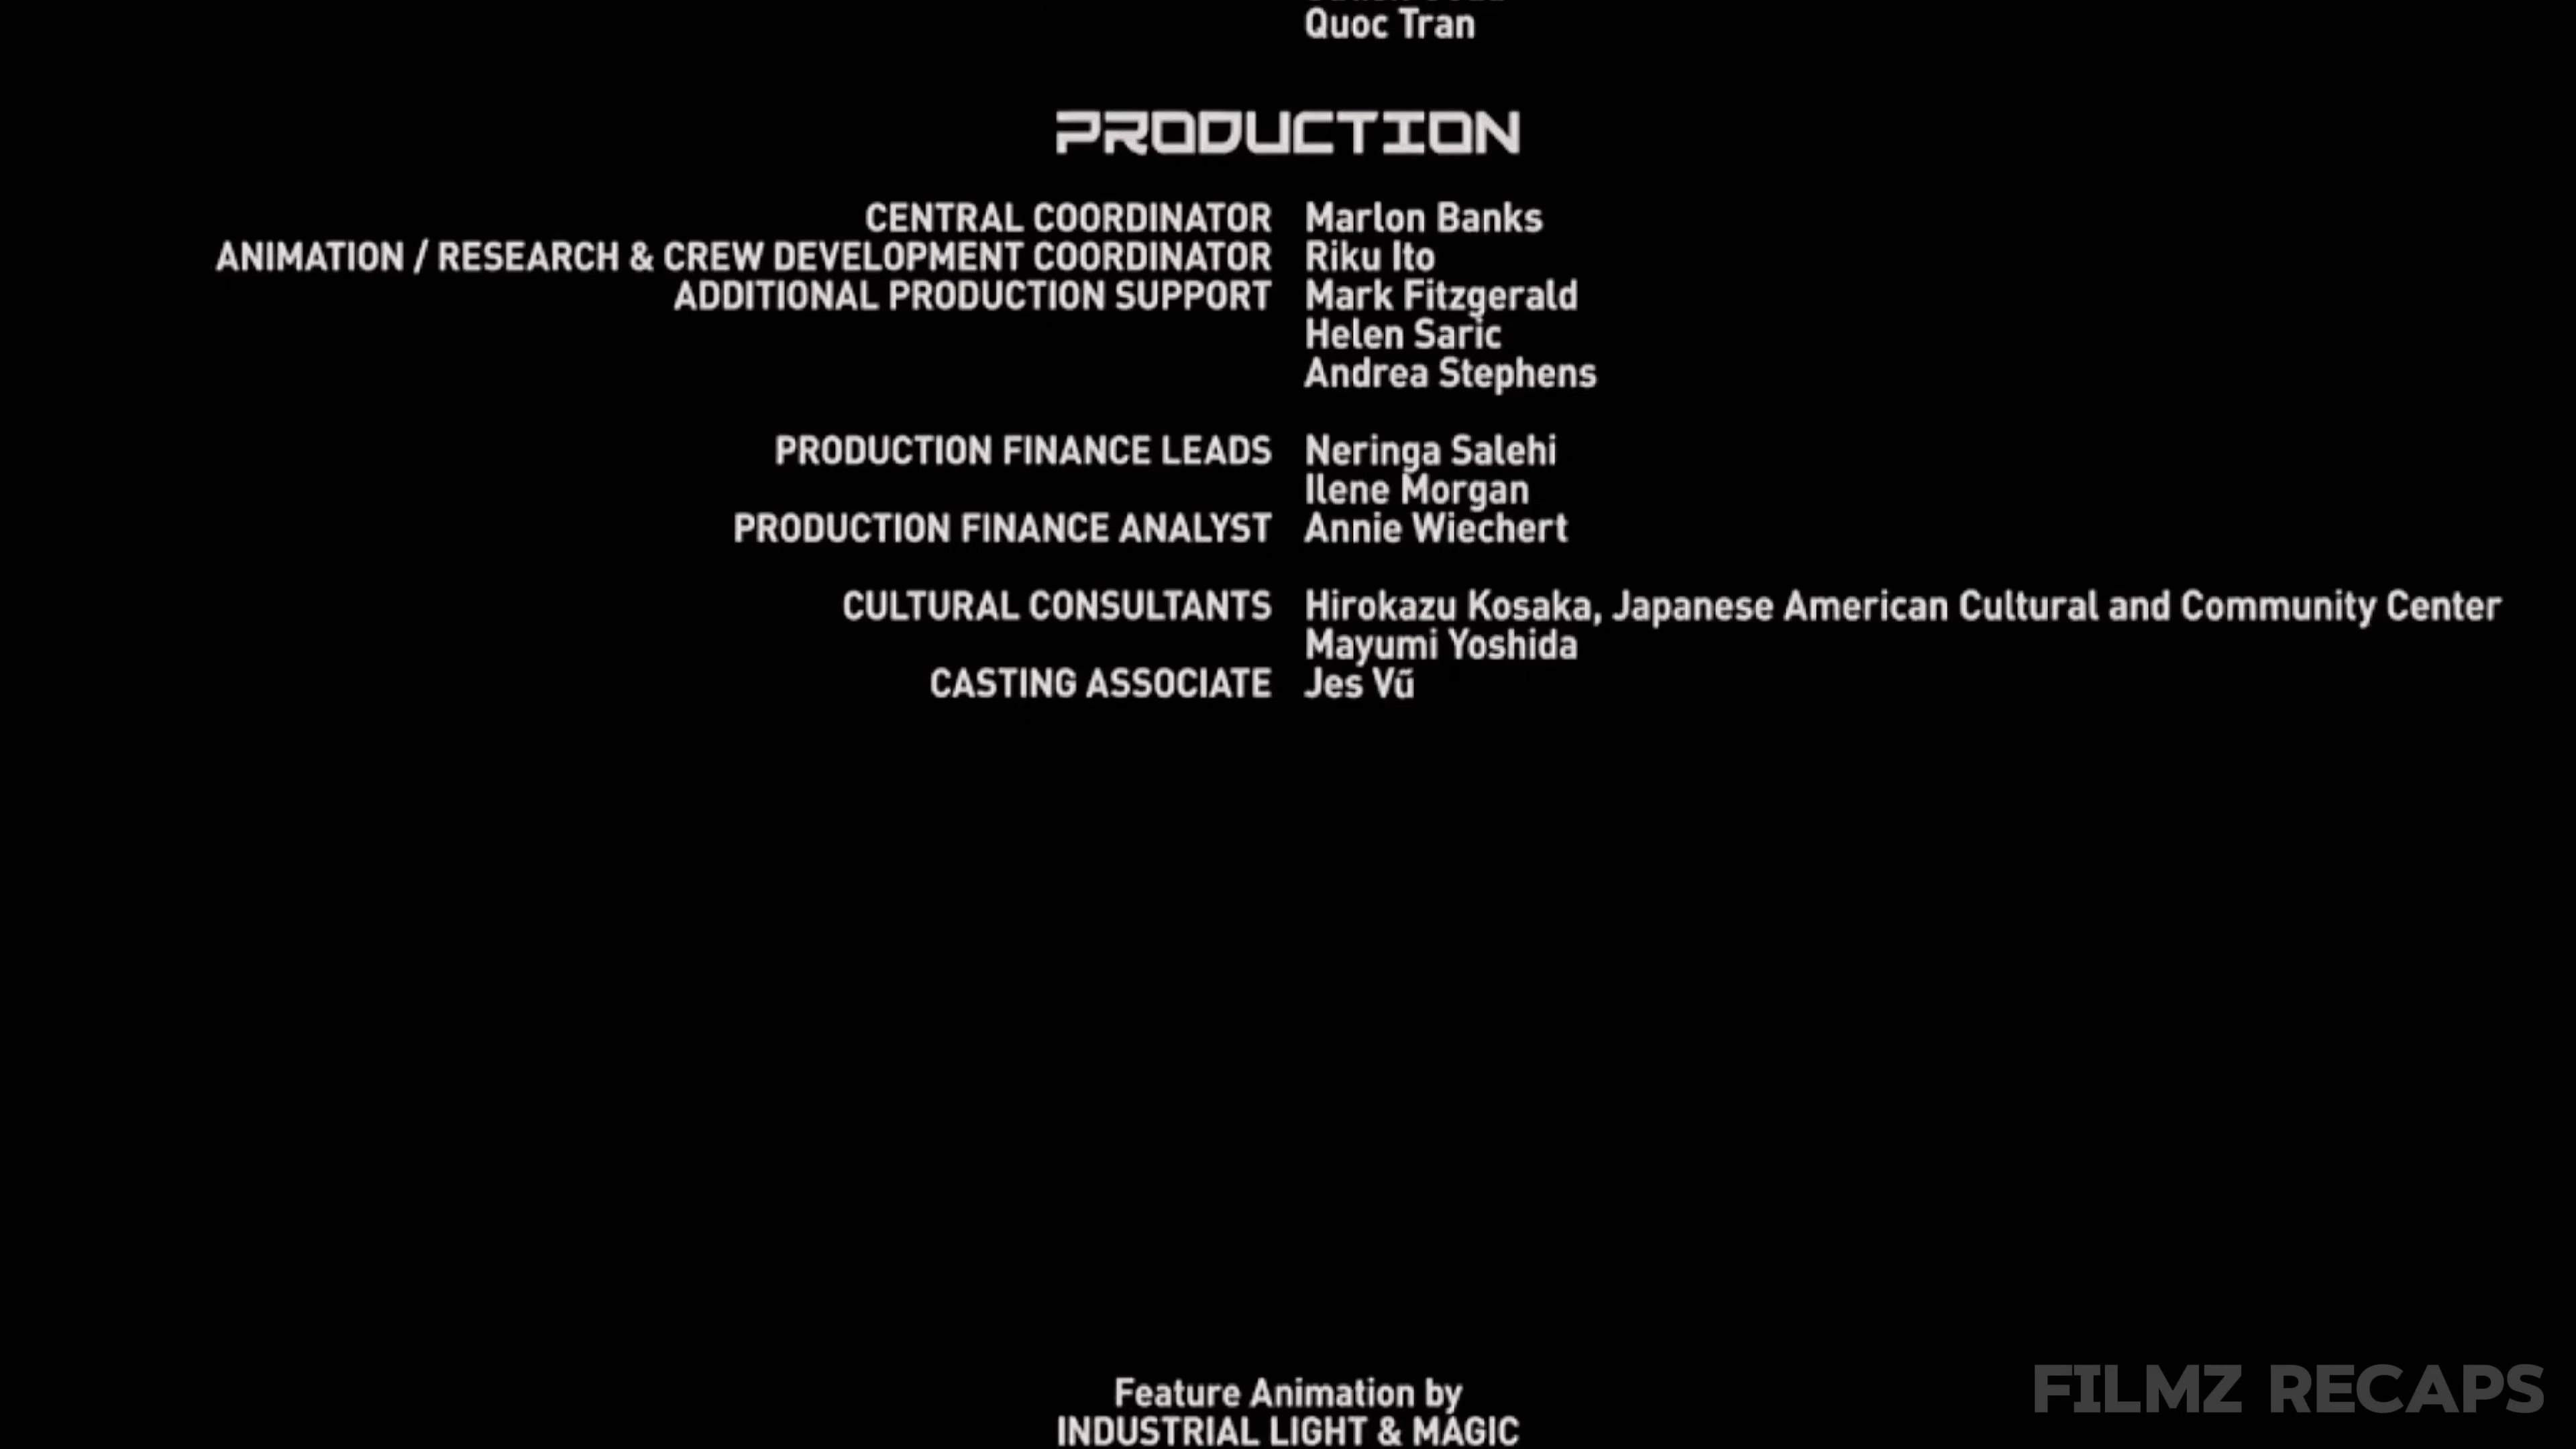 Quoc Tran
PRODUCTION
CENTRAL COORDINATOR Marlon Banks
ANIMATION / RESEARCH & CREW DEVELOPMENT COORDINATOR Riku Ito
ADDITIONAL PRODUCTION SUPPORT Mark Fitzgerald
Helen Saric
Andrea Stephens
PRODUCTION FINANCE LEADS Neringa Salehi
Ilene Morgan
PRODUCTION FINANCE ANALYST Annie Wiechert
CULTURAL CONSULTANTS Hirokazu Kosaka, Japanese American Cultural and Community Center
Mayumi Yoshida
CASTING ASSOCIATE Jes Vũ
Feature Animation by
INDUSTRIAL LIGHT & MAGIC
FILMZ RECAPS